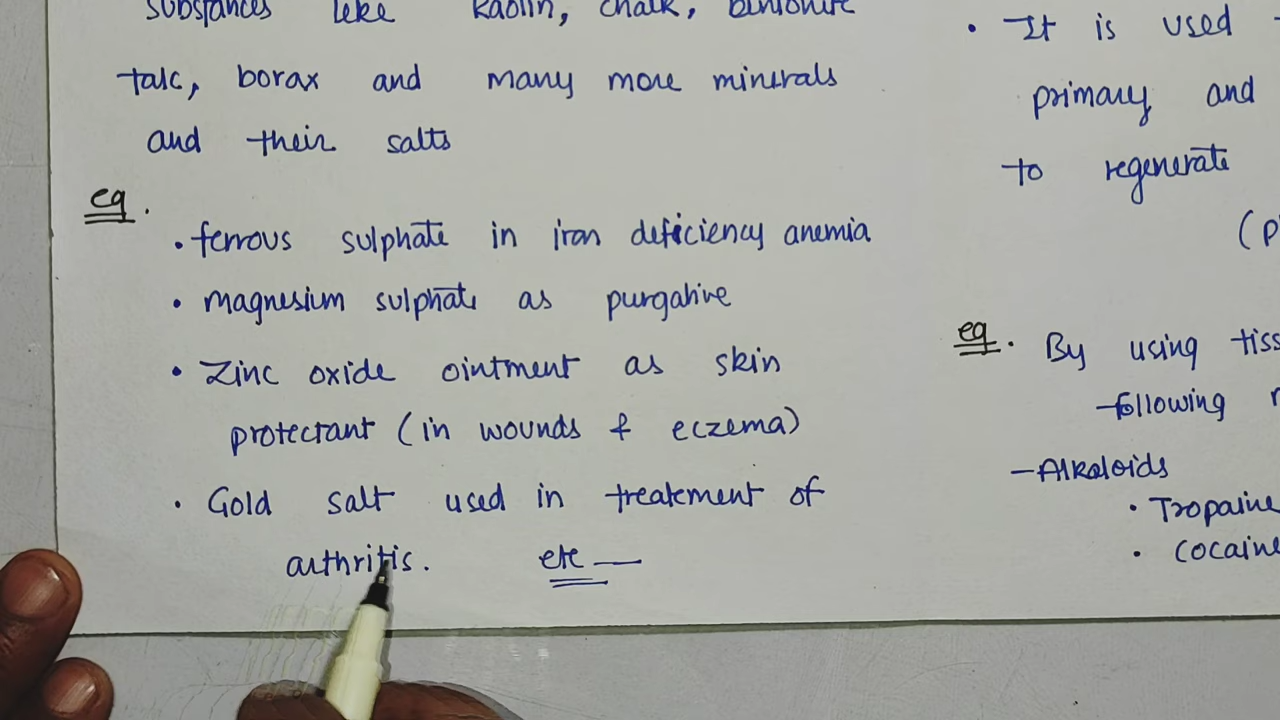 substances like kaolin, chalk,
talc, borax and many more minerals
and their salts
eg.
• ferrous sulphate in iron deficiency anemia
• magnesium sulphate as purgative
• Zinc oxide ointment as skin
protectant (in wounds & eczema)
• Gold salt used in treatement of
arthritis. etc —
• It is used
primary and
to regenerate
(P
eg. By using tiss
following
- Alkaloids
• Tropaine
• Cocaine